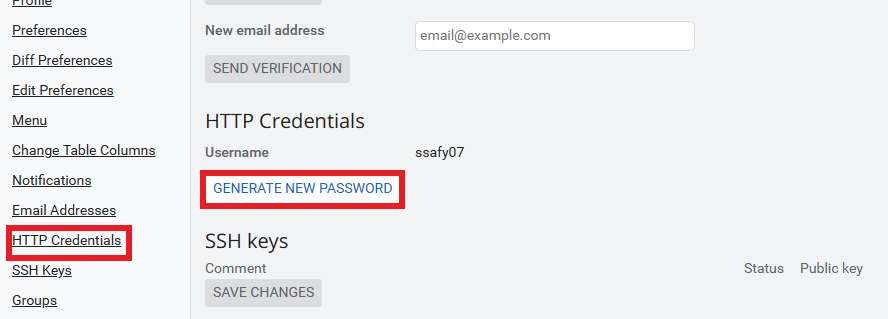 Profile
Preferences
Diff Preferences
Edit Preferences
Menu
Change Table Columns
Notifications
Email Addresses
HTTP Credentials
SSH Keys
Groups
New email address
email@example.com
SEND VERIFICATION
HTTP Credentials
Username ssafy07
GENERATE NEW PASSWORD
SSH keys
Comment Status Public key
SAVE CHANGES